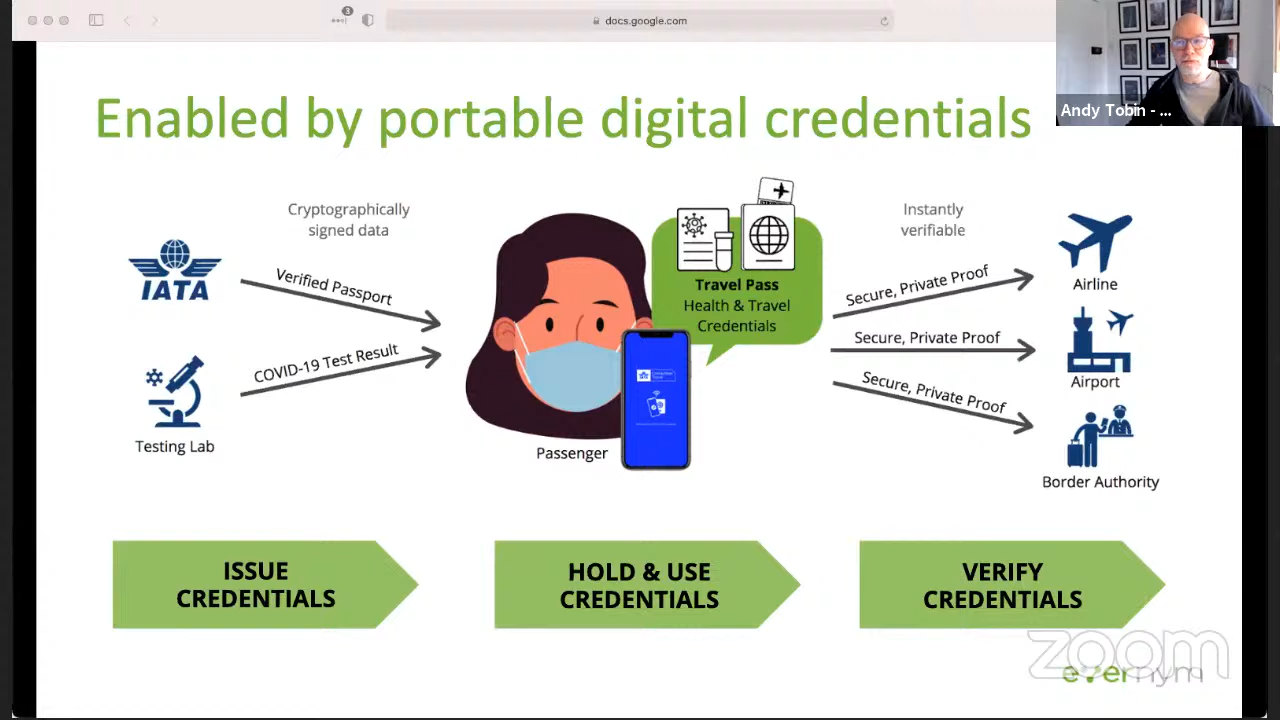 3
docs.google.com
Andy Tobin - ...
Enabled by portable digital credentials
Cryptographically
signed data
IATA
Verified Passport
COVID-19 Test Result
Testing Lab
Passenger
Travel Pass
Health & Travel
Credentials
Instantly
verifiable
Secure, Private Proof
Secure, Private Proof
Secure, Private Proof
Airline
Airport
Border Authority
ISSUE
CREDENTIALS
HOLD & USE
CREDENTIALS
VERIFY
CREDENTIALS
zoom
evernym